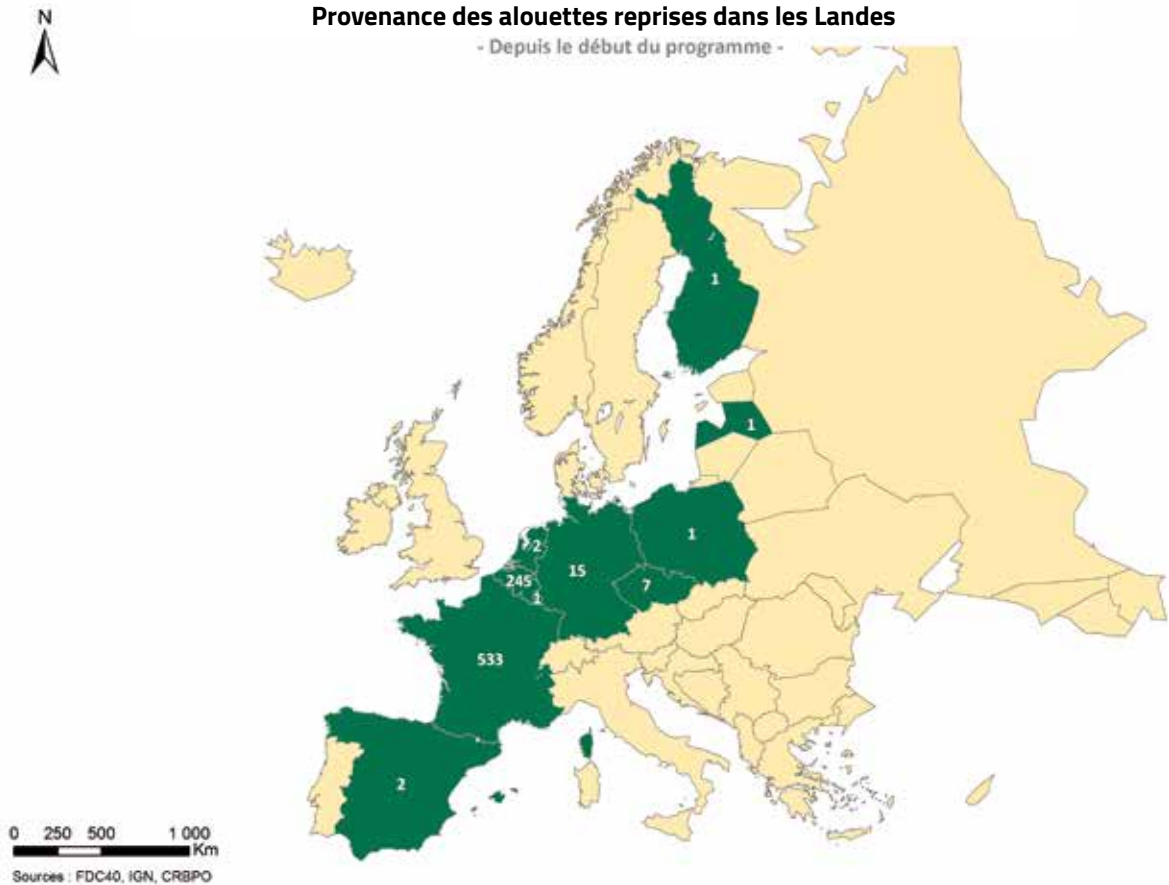 N
Provenance des alouettes reprises dans les Landes
- Depuis le début du programme -
1
1
1
2
15
245
7
1
533
2
0 250 500 1 000
Km
Sources : FDC40, IGN, CRBPO